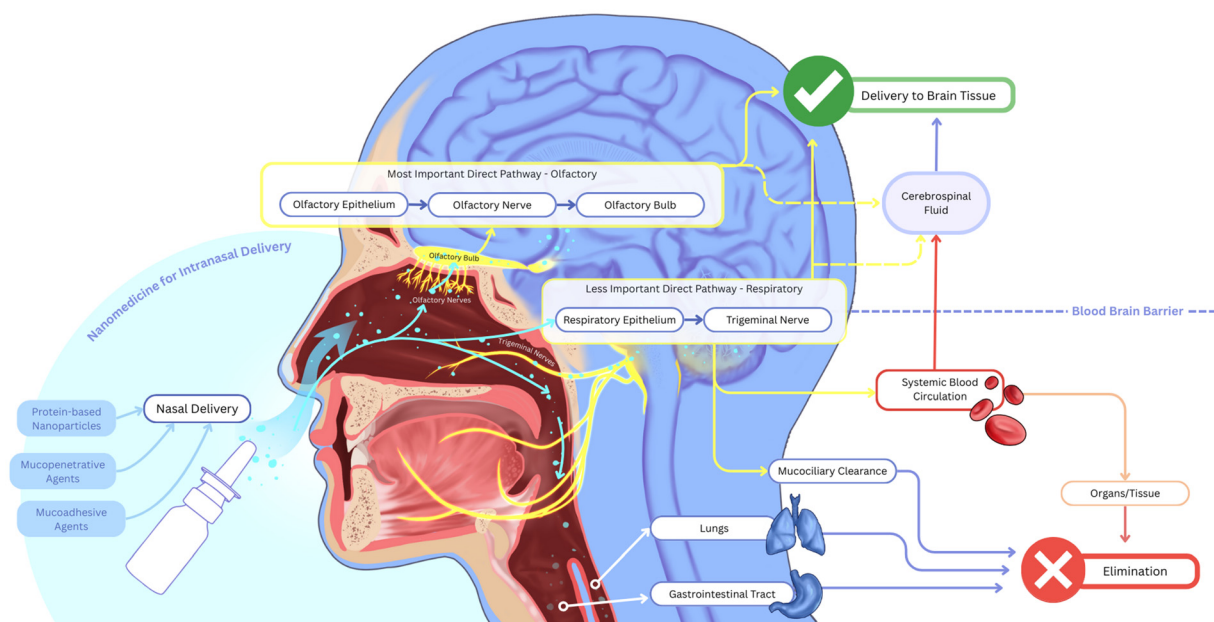 Delivery to Brain Tissue
Most Important Direct Pathway - Olfactory
Olfactory Epithelium
Olfactory Nerve
Olfactory Bulb
Cerebrospinal
Fluid
Nanomedicine for Intranasal Delivery
Olfactory Bulb
Olfactory Nerves
Less Important Direct Pathway - Respiratory
Respiratory Epithelium
Trigeminal Nerve
Blood Brain Barrier
Trigeminal Nerves
Systemic Blood
Circulation
Protein-based
Nanoparticles
Nasal Delivery
Mucopenetrative
Agents
Mucoadhesive
Agents
Mucociliary Clearance
Organs/Tissue
Lungs
Elimination
Gastrointestinal Tract